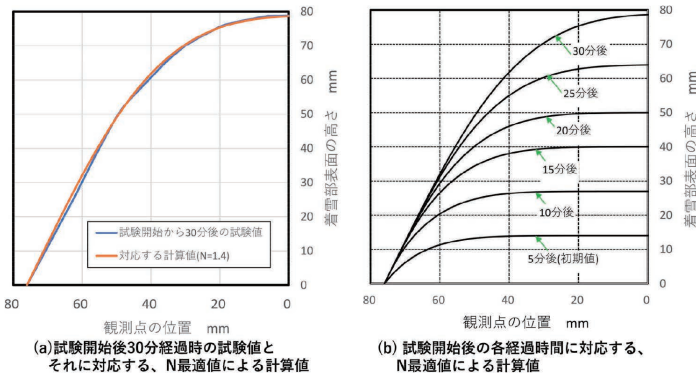 80
70
60
50
40
30
20
10
0
着雪部表面の高さ mm
試験開始から30分後の試験値
対応する計算値(N=1.4)
80 60 40 20 0
観測点の位置 mm
(a)試験開始後30分経過時の試験値と
それに対応する、N最適値による計算値
80
70
60
50
40
30
20
10
0
着雪部表面の高さ mm
30分後
25分後
20分後
15分後
10分後
5分後(初期値)
80 60 40 20 0
観測点の位置 mm
(b) 試験開始後の各経過時間に対応する、
N最適値による計算値